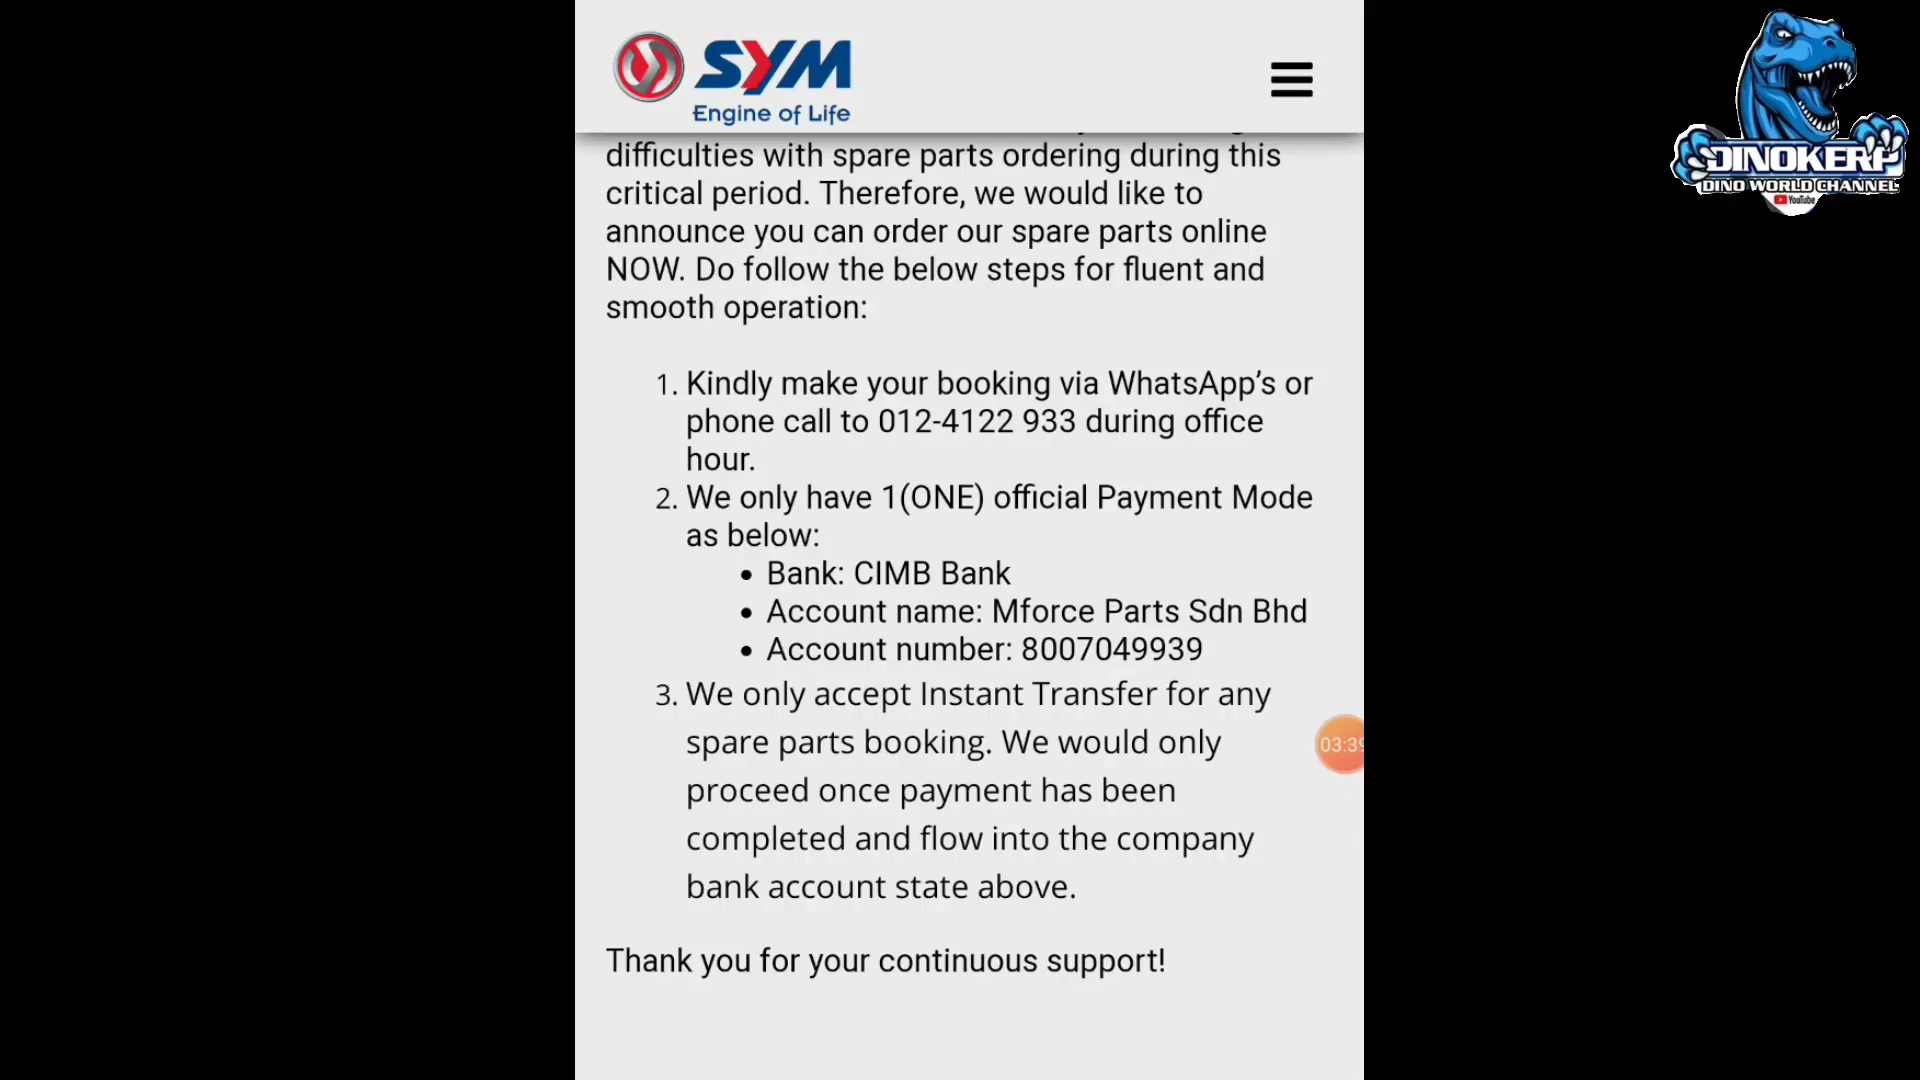 SYM
Engine of Life
difficulties with spare parts ordering during this
critical period. Therefore, we would like to
announce you can order our spare parts online
NOW. Do follow the below steps for fluent and
smooth operation:
1. Kindly make your booking via WhatsApp’s or
phone call to 012-4122 933 during office
hour.
2. We only have 1(ONE) official Payment Mode
as below:
• Bank: CIMB Bank
• Account name: Mforce Parts Sdn Bhd
• Account number: 8007049939
3. We only accept Instant Transfer for any
spare parts booking. We would only
proceed once payment has been
completed and flow into the company
bank account state above.
Thank you for your continuous support!
03:39
DINOKERP
DINO WORLD CHANNEL
YouTube